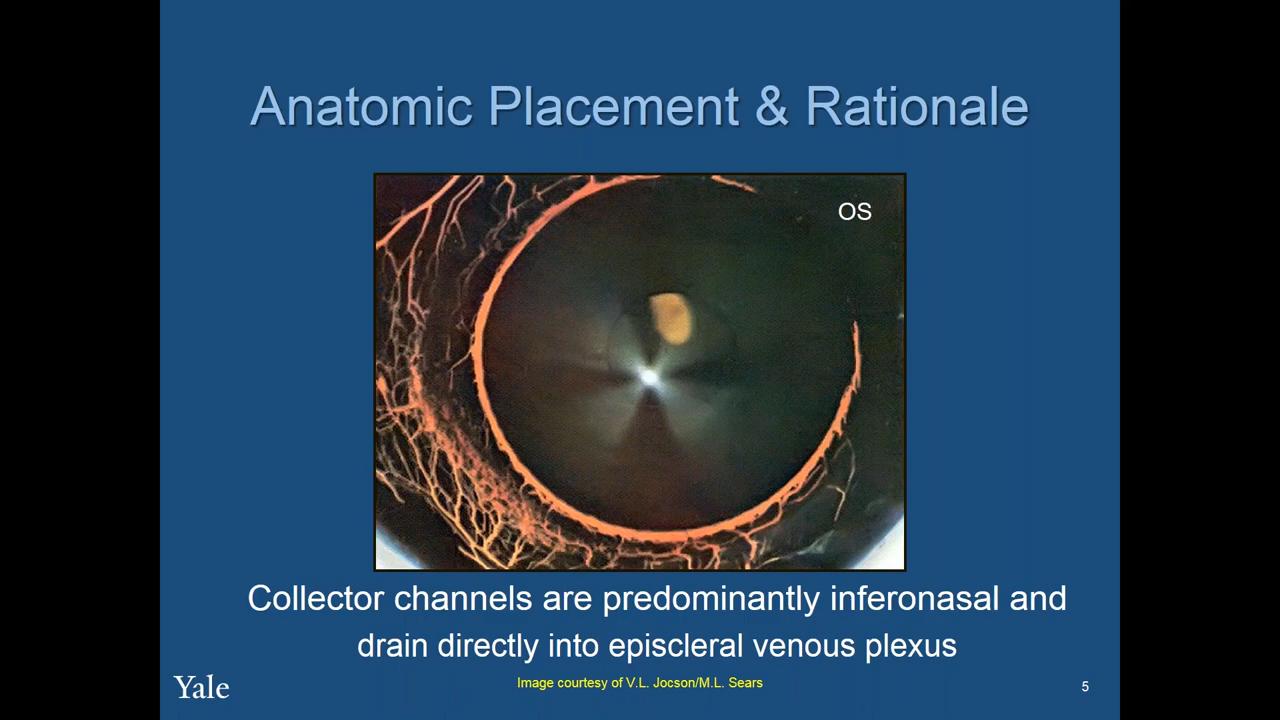 Anatomic Placement & Rationale
OS
Collector channels are predominantly inferonasal and
drain directly into episcleral venous plexus
Image courtesy of V.L. Jocson/M.L. Sears
Yale
5